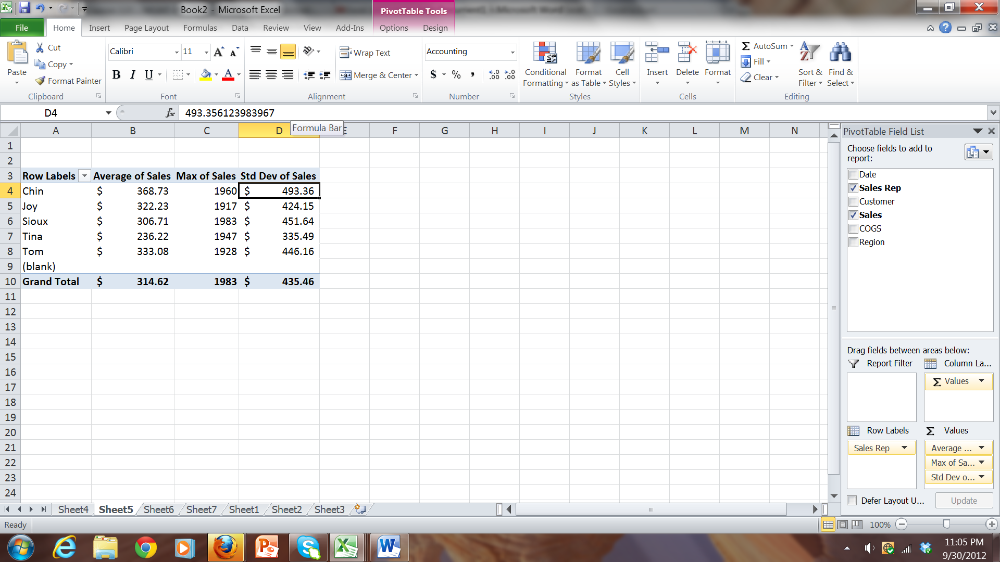 Book2 - Microsoft Excel
PivotTable Tools
File Home Insert Page Layout Formulas Data Review View Add-Ins Options Design
Paste
Cut
Copy
Format Painter
Clipboard
Calibri 11
B I U A
Font
Wrap Text
Merge & Center
Alignment
Accounting
$ % ,
Number
Conditional Formatting
Format as Table
Cell Styles
Styles
Insert Delete Format
Cells
Σ AutoSum
Fill
Clear
Sort & Filter
Find & Select
Editing
D4 fx 493.356123983967
Formula Bar
A B C D E F G H I J K L M N
1
2
3 Row Labels Average of Sales Max of Sales Std Dev of Sales
4 Chin $ 368.73 1960 $ 493.36
5 Joy $ 322.23 1917 $ 424.15
6 Sioux $ 306.71 1983 $ 451.64
7 Tina $ 236.22 1947 $ 335.49
8 Tom $ 333.08 1928 $ 446.16
9 (blank)
10 Grand Total $ 314.62 1983 $ 435.46
11
12
13
14
15
16
17
18
19
20
21
22
23
24
PivotTable Field List
Choose fields to add to
report:
Date
Sales Rep
Customer
Sales
COGS
Region
Drag fields between areas below:
Report Filter Column La...
Σ Values
Row Labels Σ Values
Sales Rep Average ...
Max of Sa...
Std Dev o...
Defer Layout U... Update
Sheet4 Sheet5 Sheet6 Sheet7 Sheet1 Sheet2 Sheet3
Ready 100%
11:05 PM
9/30/2012